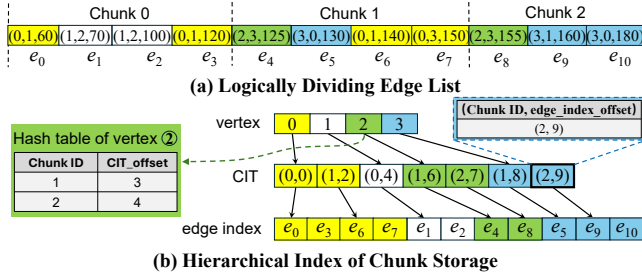 Chunk 0 Chunk 1 Chunk 2
(0,1,60) (1,2,70) (1,2,100) (0,1,120) (2,3,125) (3,0,130) (0,1,140) (0,3,150) (2,3,155) (3,1,160) (3,0,180)
e0 e1 e2 e3 e4 e5 e6 e7 e8 e9 e10
(a) Logically Dividing Edge List
(Chunk ID, edge_index_offset)
(2, 9)
vertex 0 1 2 3
Hash table of vertex ②
Chunk ID CIT_offset
1 3
2 4
CIT (0,0) (1,2) (0,4) (1,6) (2,7) (1,8) (2,9)
edge index e0 e3 e6 e7 e1 e2 e4 e8 e5 e9 e10
(b) Hierarchical Index of Chunk Storage